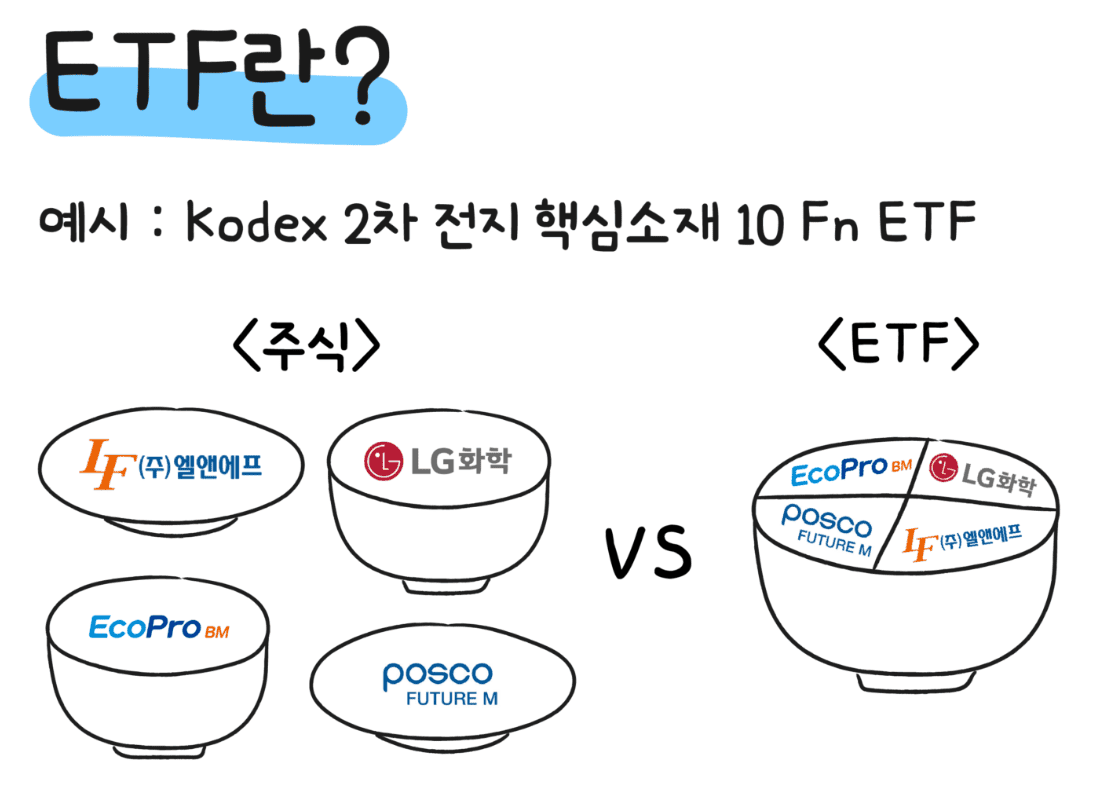 ETF란?
예시 : Kodex 2차 전지 핵심소재 10 Fn ETF
<주식>
LF (주)엘앤에프
LG화학
EcoPro BM
posco
FUTURE M
VS
<ETF>
EcoPro BM
LG화학
posco
FUTURE M
LF (주)엘앤에프